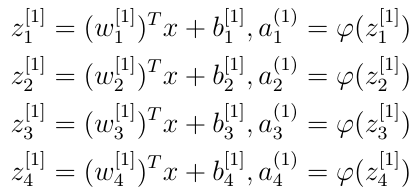 z_1^{[1]} = (w_1^{[1]})^T x + b_1^{[1]}, a_1^{(1)} = φ(z_1^{[1]})
z_2^{[1]} = (w_2^{[1]})^T x + b_2^{[1]}, a_2^{(1)} = φ(z_2^{[1]})
z_3^{[1]} = (w_3^{[1]})^T x + b_3^{[1]}, a_3^{(1)} = φ(z_3^{[1]})
z_4^{[1]} = (w_4^{[1]})^T x + b_4^{[1]}, a_4^{(1)} = φ(z_4^{[1]})